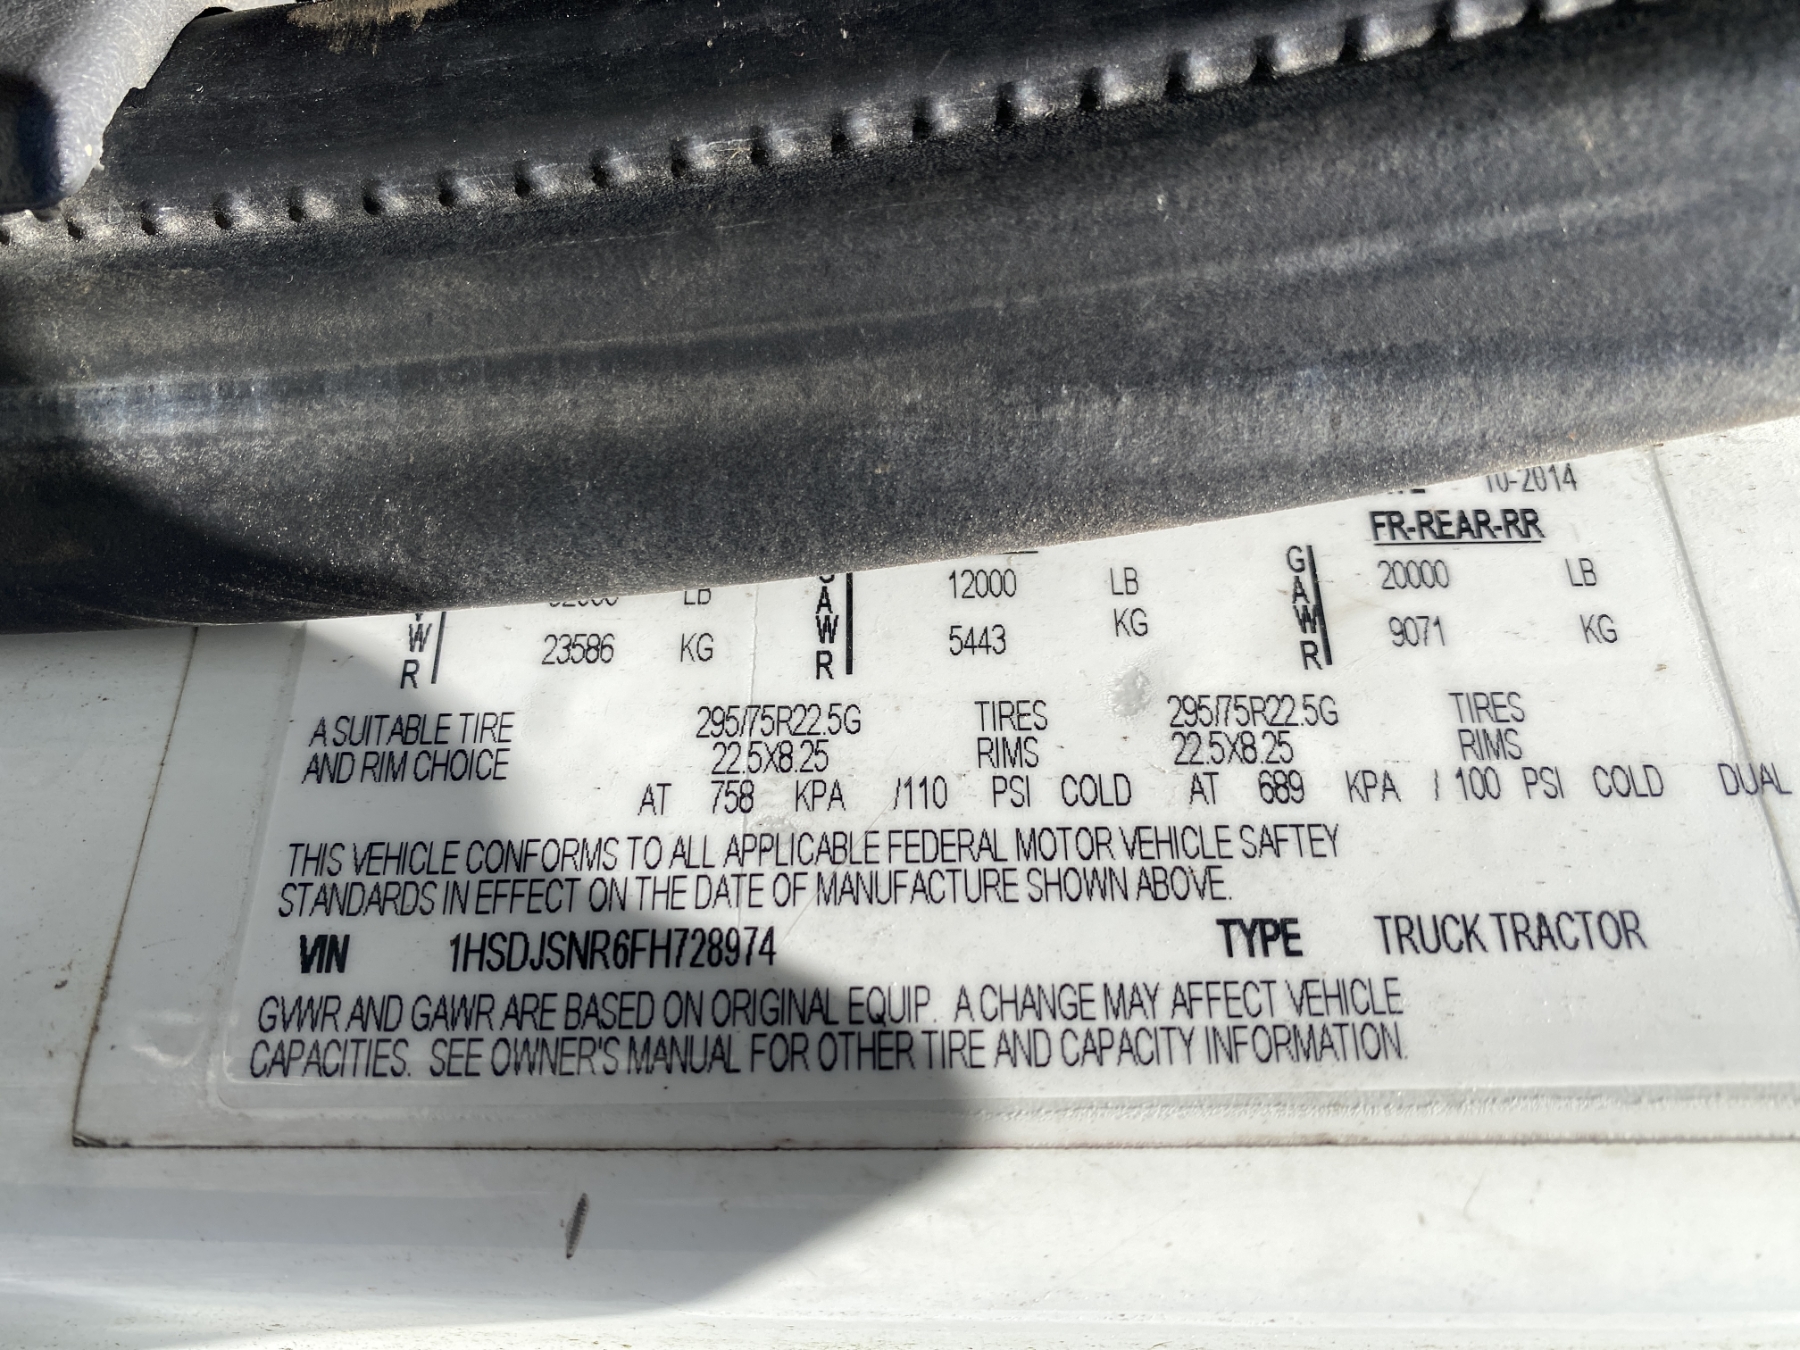 10-2014
FR-REAR-RR
GAWR 12000 LB GAWR 20000 LB
WR 23586 KG 5443 KG 9071 KG
A SUITABLE TIRE 295/75R22.5G TIRES 295/75R22.5G TIRES
AND RIM CHOICE 22.5X8.25 RIMS 22.5X8.25 RIMS
AT 758 KPA /110 PSI COLD AT 689 KPA / 100 PSI COLD DUAL
THIS VEHICLE CONFORMS TO ALL APPLICABLE FEDERAL MOTOR VEHICLE SAFTEY
STANDARDS IN EFFECT ON THE DATE OF MANUFACTURE SHOWN ABOVE.
VIN 1HSDJSNR6FH728974 TYPE TRUCK TRACTOR
GVWR AND GAWR ARE BASED ON ORIGINAL EQUIP. A CHANGE MAY AFFECT VEHICLE
CAPACITIES. SEE OWNER'S MANUAL FOR OTHER TIRE AND CAPACITY INFORMATION.